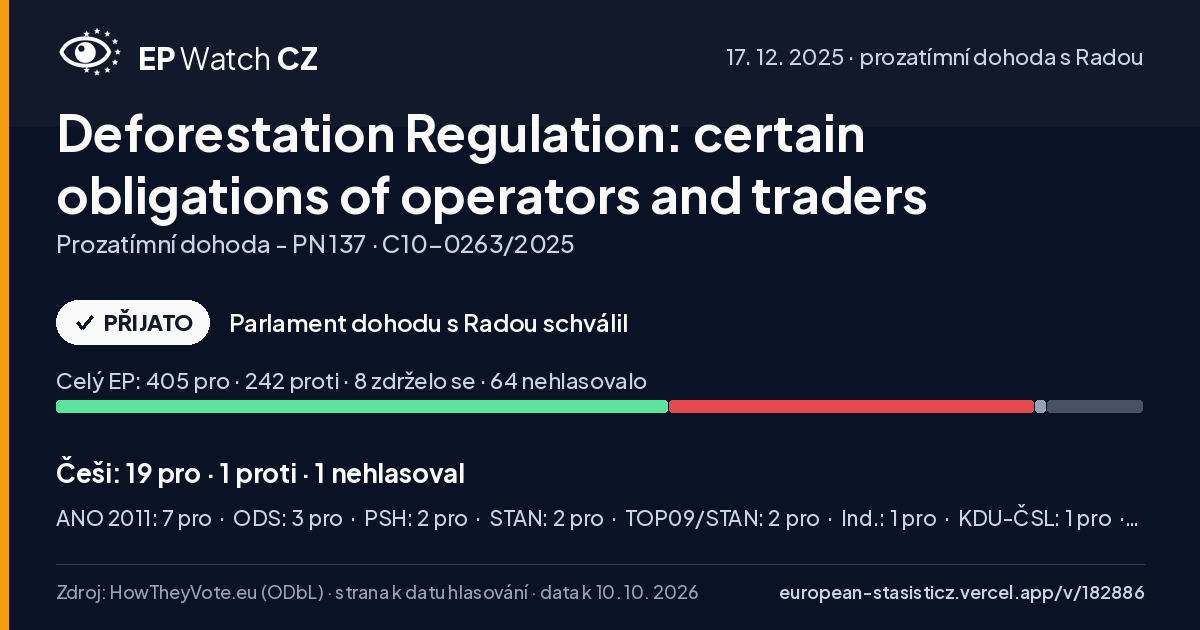 EP Watch CZ
17. 12. 2025 · prozatímní dohoda s Radou
Deforestation Regulation: certain
obligations of operators and traders
Prozatímní dohoda – PN 137 · C10-0263/2025
✓ PŘIJATO
Parlament dohodu s Radou schválil
Celý EP: 405 pro · 242 proti · 8 zdrželo se · 64 nehlasovalo
Češi: 19 pro · 1 proti · 1 nehlasoval
ANO 2011: 7 pro · ODS: 3 pro · PSH: 2 pro · STAN: 2 pro · TOP09/STAN: 2 pro · Ind.: 1 pro · KDU-ČSL: 1 pro ·…
Zdroj: HowTheyVote.eu (ODbL) · strana k datu hlasování · data k 10. 10. 2026
european-stasisticz.vercel.app/v/182886